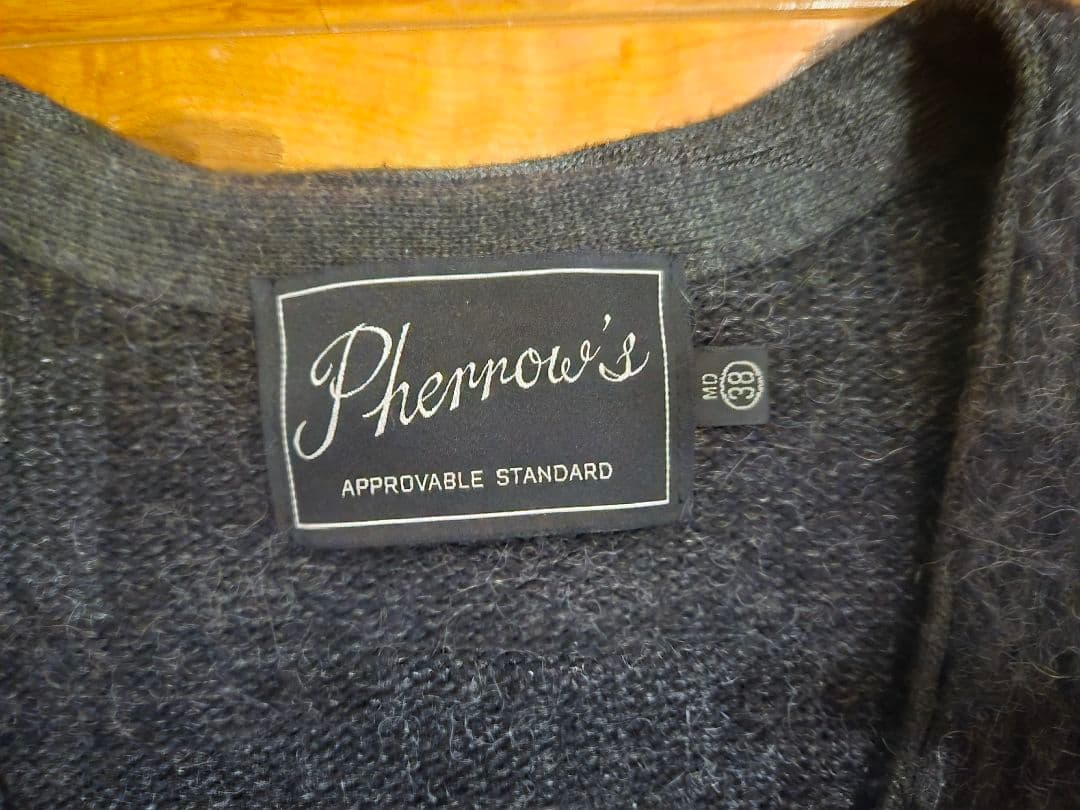 Pherrow's
APPROVABLE STANDARD
MD
38